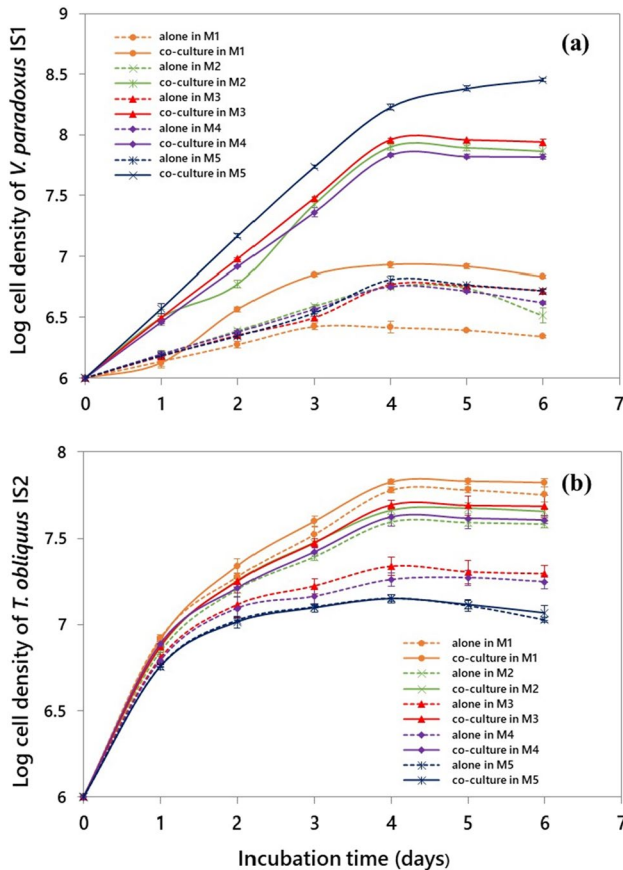 9
8.5
8
7.5
7
6.5
6
0
1
2
3
4
5
6
7
Log cell density of V. paradoxus IS1
(a)
alone in M1
co-culture in M1
alone in M2
co-culture in M2
alone in M3
co-culture in M3
alone in M4
co-culture in M4
alone in M5
co-culture in M5
8
7.5
7
6.5
6
0
1
2
3
4
5
6
7
Log cell density of T. obliquus IS2
(b)
alone in M1
co-culture in M1
alone in M2
co-culture in M2
alone in M3
co-culture in M3
alone in M4
co-culture in M4
alone in M5
co-culture in M5
Incubation time (days)